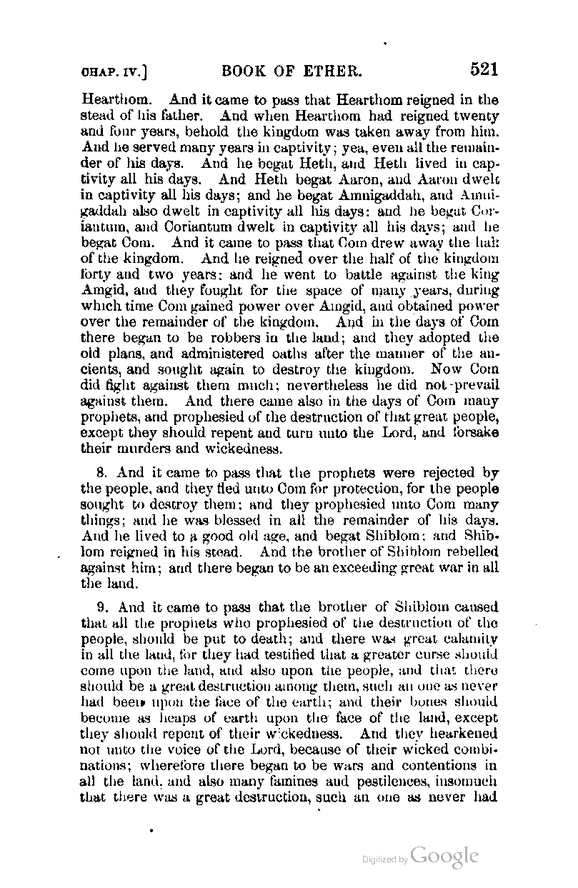 CHAP. IV.] BOOK OF ETHER. 521
Hearthom. And it came to pass that Hearthom reigned in the
stead of his father. And when Hearthom had reigned twenty
and four years, behold the kingdom was taken away from him.
And he served many years in captivity; yea, even all the remain-
der of his days. And he begat Heth, and Heth lived in cap-
tivity all his days. And Heth begat Aaron, and Aaron dwelt
in captivity all his days; and he begat Amnigaddah, and Amni-
gaddah also dwelt in captivity all his days: and he begat Cor-
iantum, and Coriantum dwelt in captivity all his days; and he
begat Com. And it came to pass that Com drew away the half
of the kingdom. And he reigned over the half of the kingdom
forty and two years: and he went to battle against the king
Amgid, and they fought for the space of many years, during
which time Com gained power over Amgid, and obtained power
over the remainder of the kingdom. And in the days of Com
there began to be robbers in the land; and they adopted the
old plans, and administered oaths after the manner of the an-
cients, and sought again to destroy the kingdom. Now Com
did fight against them much; nevertheless he did not-prevail
against them. And there came also in the days of Com many
prophets, and prophesied of the destruction of that great people,
except they should repent and turn unto the Lord, and forsake
their murders and wickedness.
8. And it came to pass that the prophets were rejected by
the people, and they fled unto Com for protection, for the people
sought to destroy them; and they prophesied unto Com many
things; and he was blessed in all the remainder of his days.
And he lived to a good old age, and begat Shiblom; and Shib-
lom reigned in his stead. And the brother of Shiblom rebelled
against him; and there began to be an exceeding great war in all
the land.
9. And it came to pass that the brother of Shiblom caused
that all the prophets who prophesied of the destruction of the
people, should be put to death; and there was great calamity
in all the land, for they had testified that a greater curse should
come upon the land, and also upon the people, and that there
should be a great destruction among them, such an one as never
had been upon the face of the earth; and their bones should
become as heaps of earth upon the face of the land, except
they should repent of their wickedness. And they hearkened
not unto the voice of the Lord, because of their wicked combi-
nations; wherefore there began to be wars and contentions in
all the land, and also many famines and pestilences, insomuch
that there was a great destruction, such an one as never had
Digitized by Google